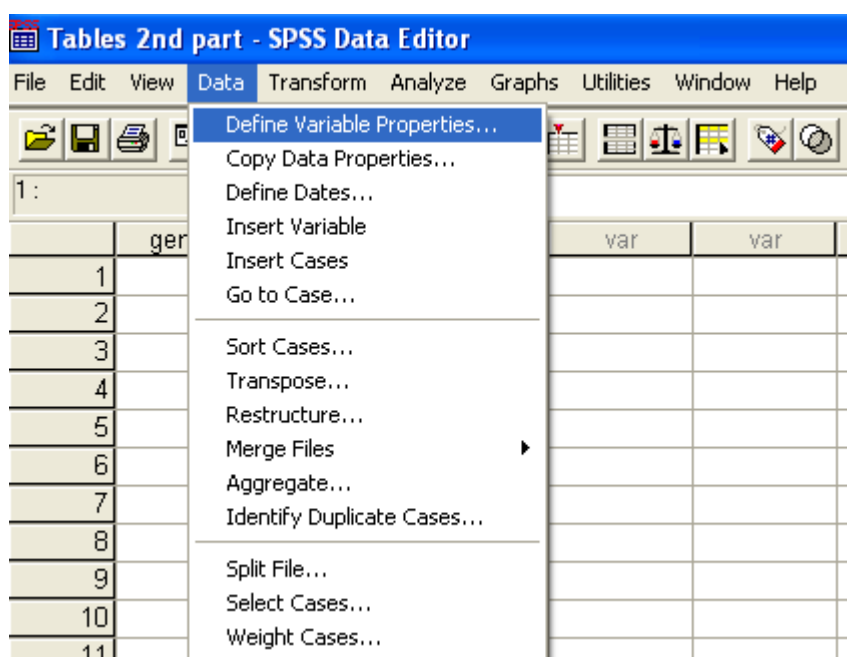 Tables 2nd part - SPSS Data Editor
File Edit View Data Transform Analyze Graphs Utilities Window Help
Define Variable Properties...
Copy Data Properties...
1 :
Define Dates...
Insert Variable
ger var var
Insert Cases
1
Go to Case...
2
Sort Cases...
3
Transpose...
4
Restructure...
5
Merge Files
6
Aggregate...
7
Identify Duplicate Cases...
8
Split File...
9
Select Cases...
10
Weight Cases...
11